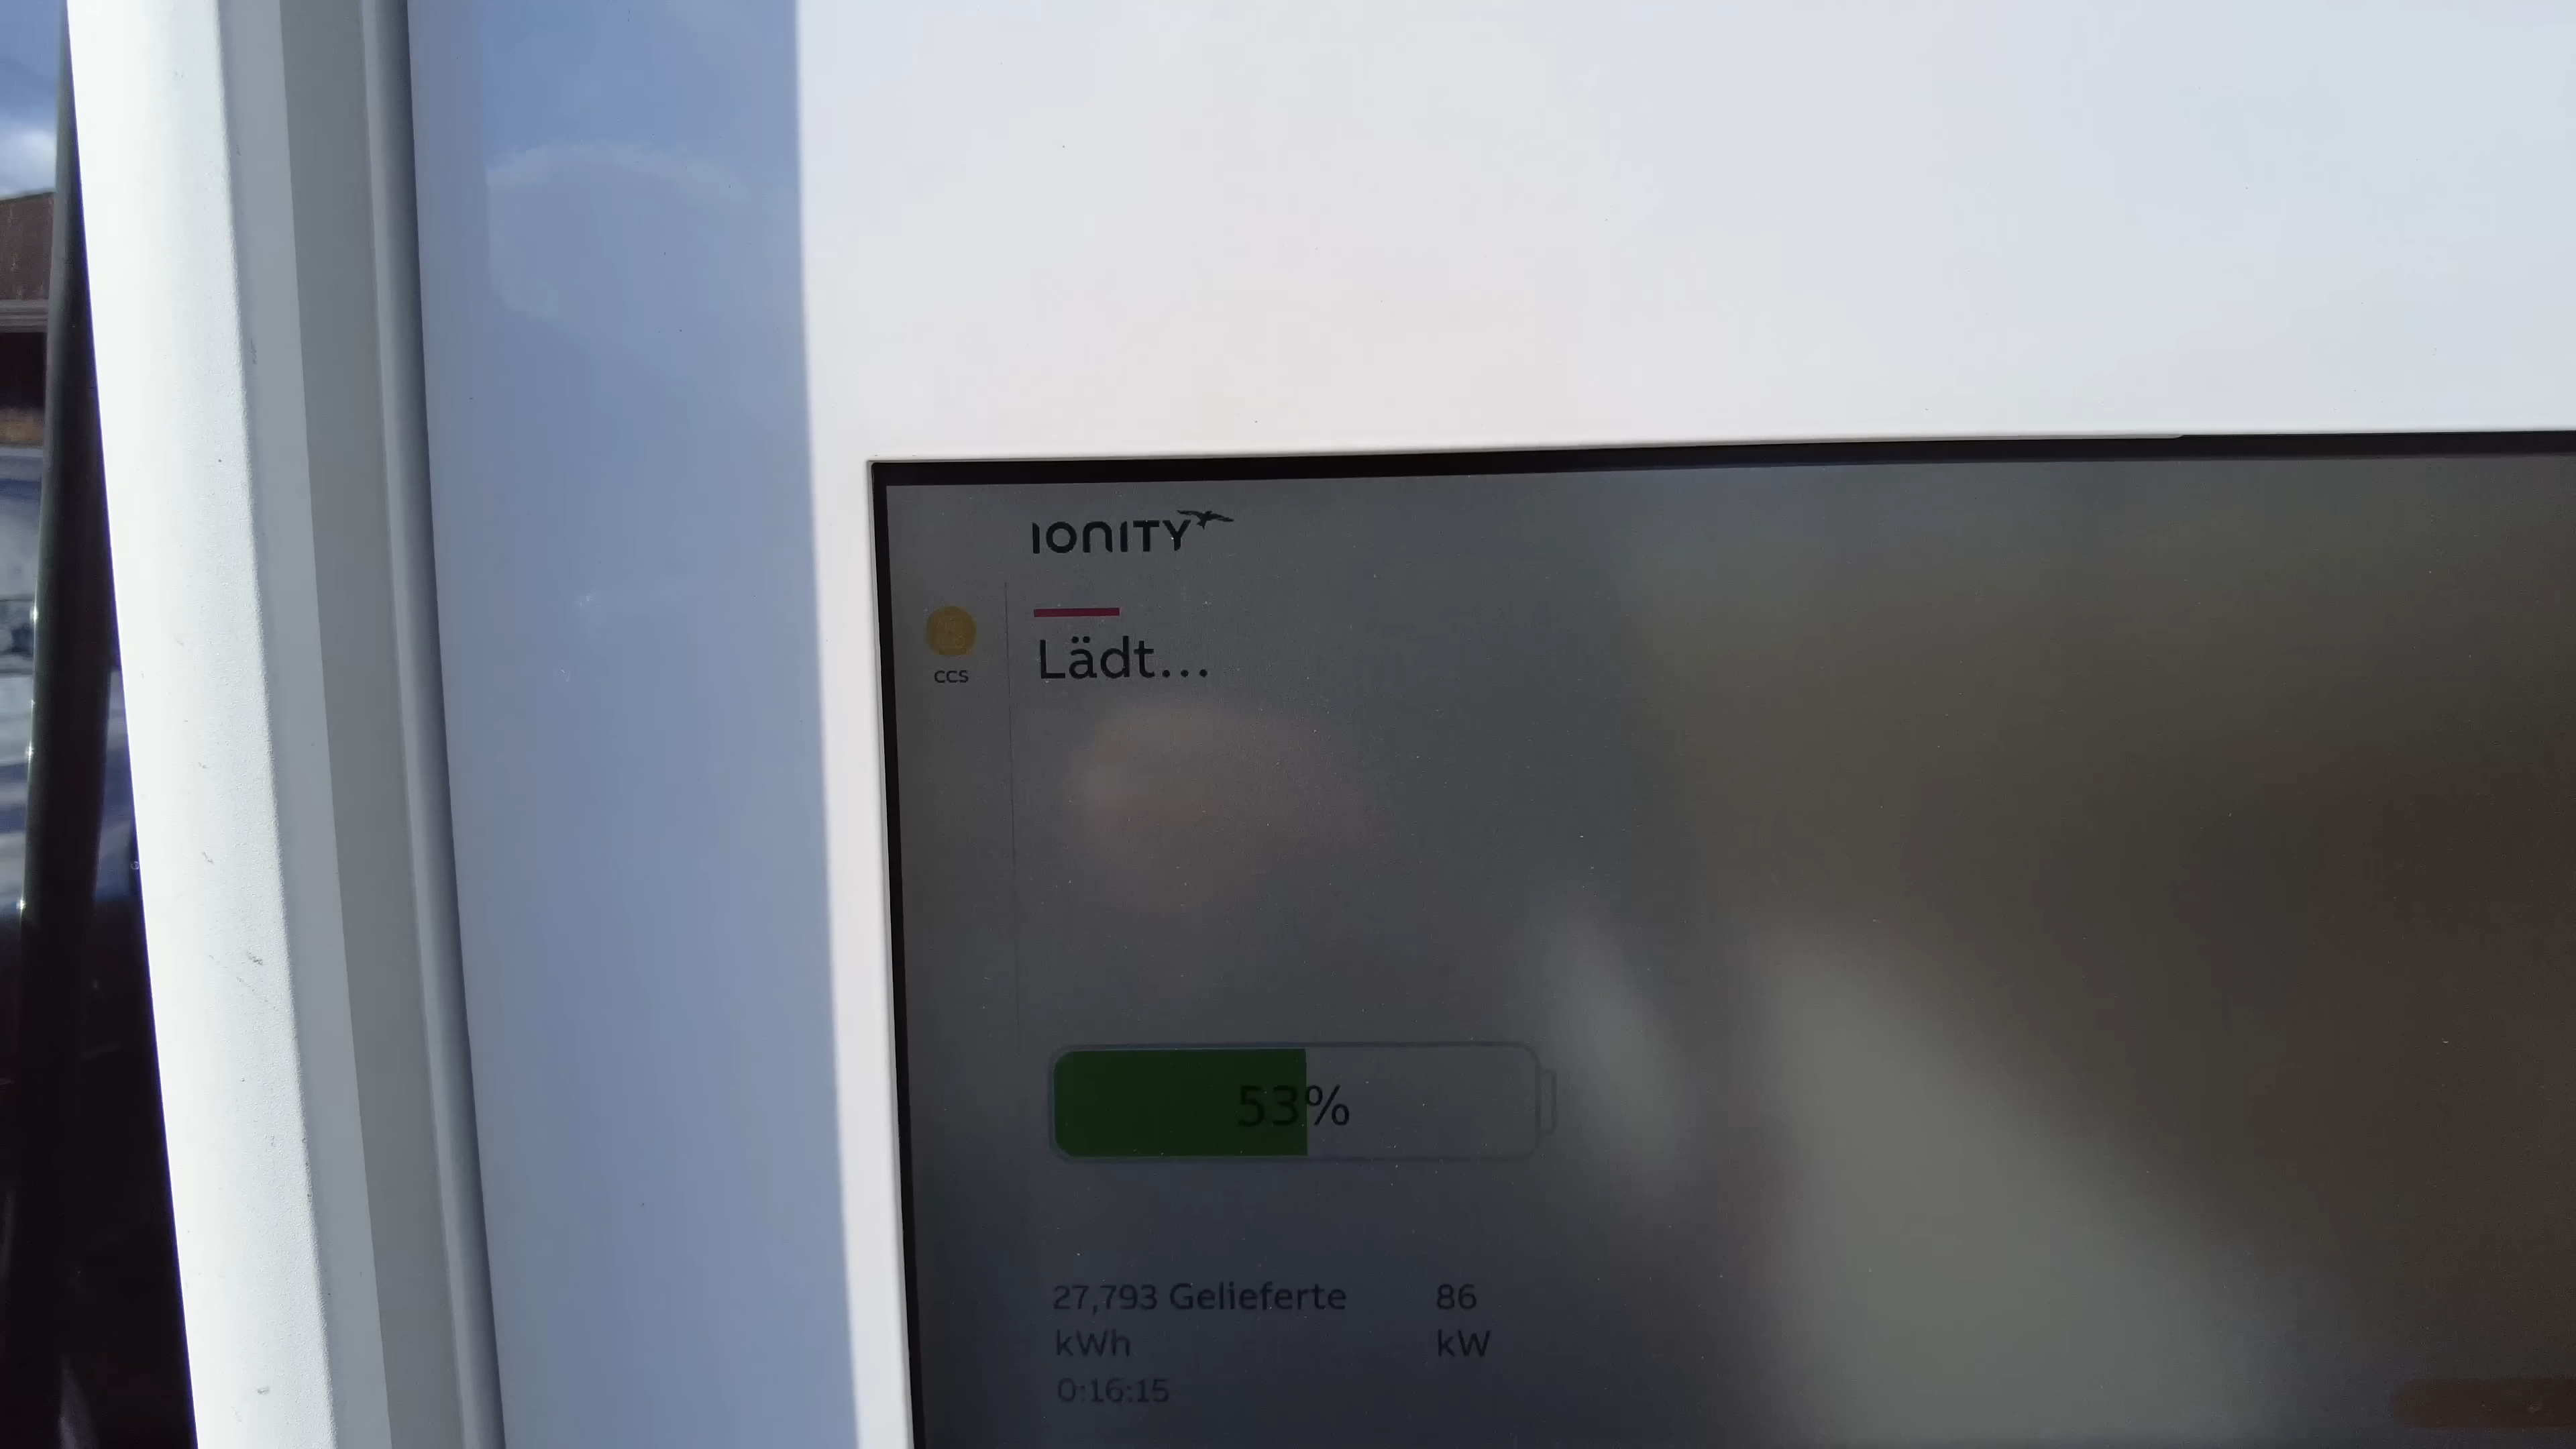 IONITY
Lädt...
CCS
53%
27,793 Gelieferte
kWh
86
kW
0:16:15